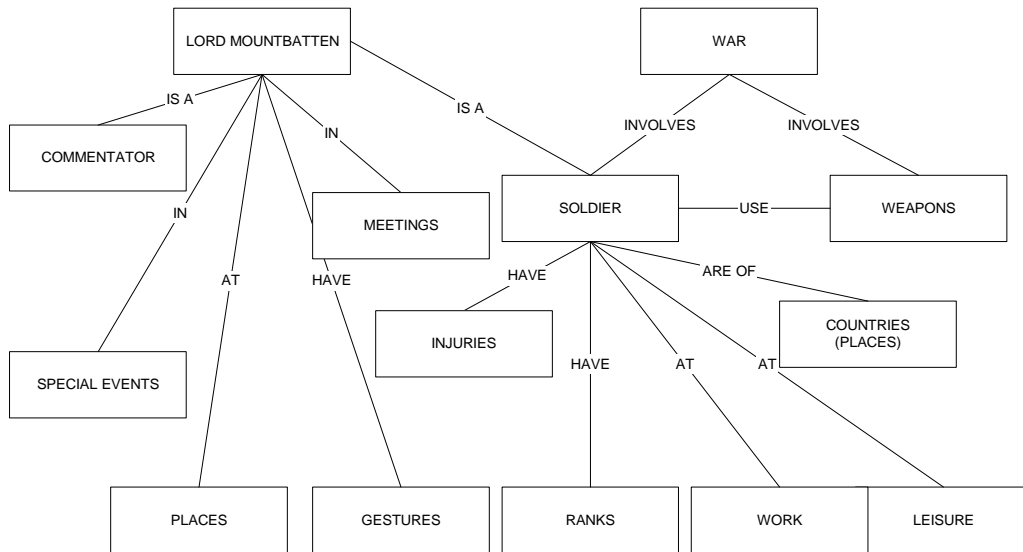 LORD MOUNTBATTEN
WAR
IS A
IS A
COMMENTATOR
IN
INVOLVES
INVOLVES
MEETINGS
SOLDIER
USE
WEAPONS
IN
AT
HAVE
HAVE
ARE OF
SPECIAL EVENTS
INJURIES
COUNTRIES
(PLACES)
HAVE
AT
AT
PLACES
GESTURES
RANKS
WORK
LEISURE